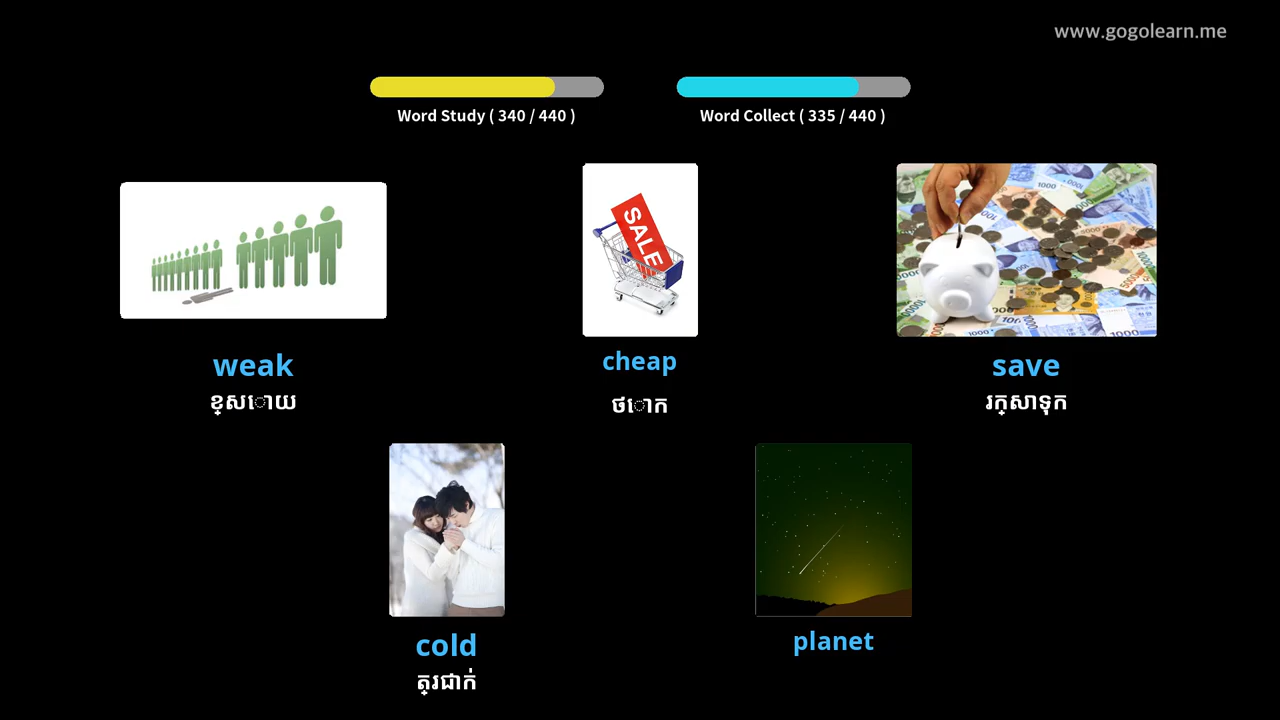 www.gogolearn.me
Word Study ( 340 / 440 )
Word Collect ( 335 / 440 )
SALE
weak
ខ្សោយ
cheap
ថោក
save
រក្សាទុក
cold
ត្រជាក់
planet